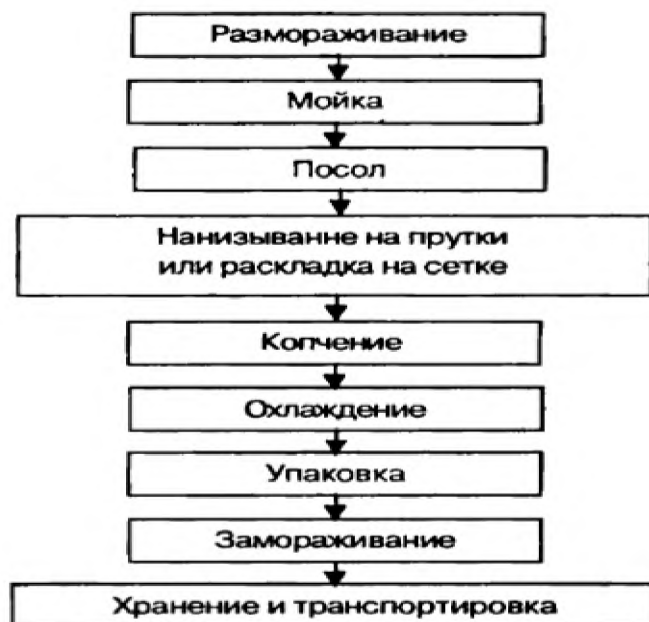 Размораживание
Мойка
Посол
Нанизывание на прутки
или раскладка на сетке
Копчение
Охлаждение
Упаковка
Замораживание
Хранение и транспортировка